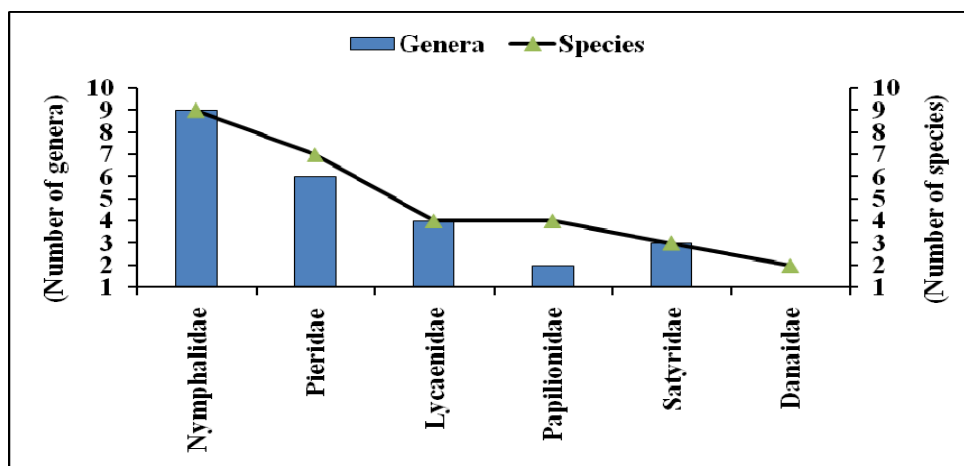 Genera Species
(Number of genera)
10
9
8
7
6
5
4
3
2
1
10
9
8
7
6
5
4
3
2
1
(Number of species)
Nymphalidae
Pieridae
Lycaenidae
Papilionidae
Satyridae
Danaidae